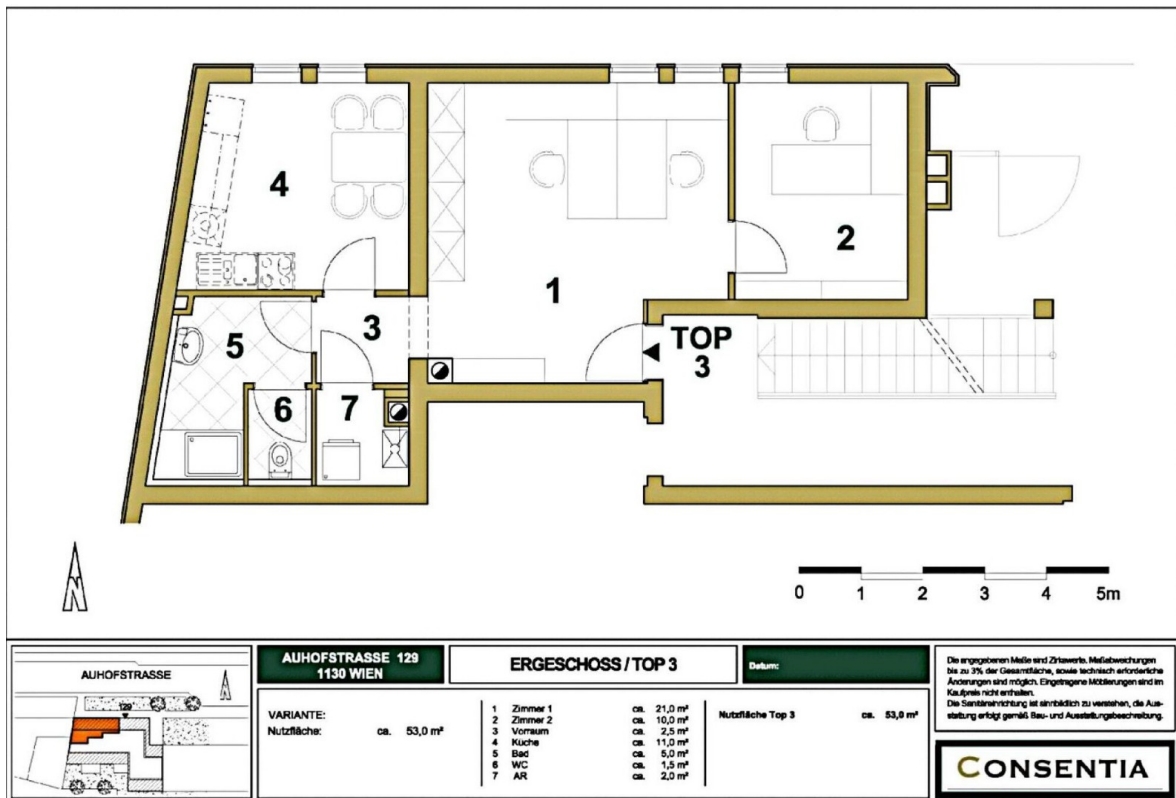 4
2
1
3
TOP
3
5
6
7
N
0 1 2 3 4 5m
AUHOFSTRASSE
129
AUHOFSTRASSE 129
1130 WIEN
ERGESCHOSS / TOP 3
Datum:
VARIANTE:
Nutzfläche: ca. 53,0 m²
1 Zimmer 1 ca. 21,0 m²
2 Zimmer 2 ca. 10,0 m²
3 Vorraum ca. 2,5 m²
4 Küche ca. 11,0 m²
5 Bad ca. 5,0 m²
6 WC ca. 1,5 m²
7 AR ca. 2,0 m²
Nutzfläche Top 3 ca. 53,0 m²
Die angegebenen Maße sind Zirkawerte. Maßabweichungen
bis zu 3% der Gesamtfläche, sowie technisch erforderliche
Änderungen sind möglich. Eingetragene Möblierungen sind im
Kaufpreis nicht enthalten.
Die Sanitäreinrichtung ist sinnbildlich zu verstehen, die Aus-
stattung erfolgt gemäß Bau- und Ausstattungsbeschreibung.
CONSENTIA